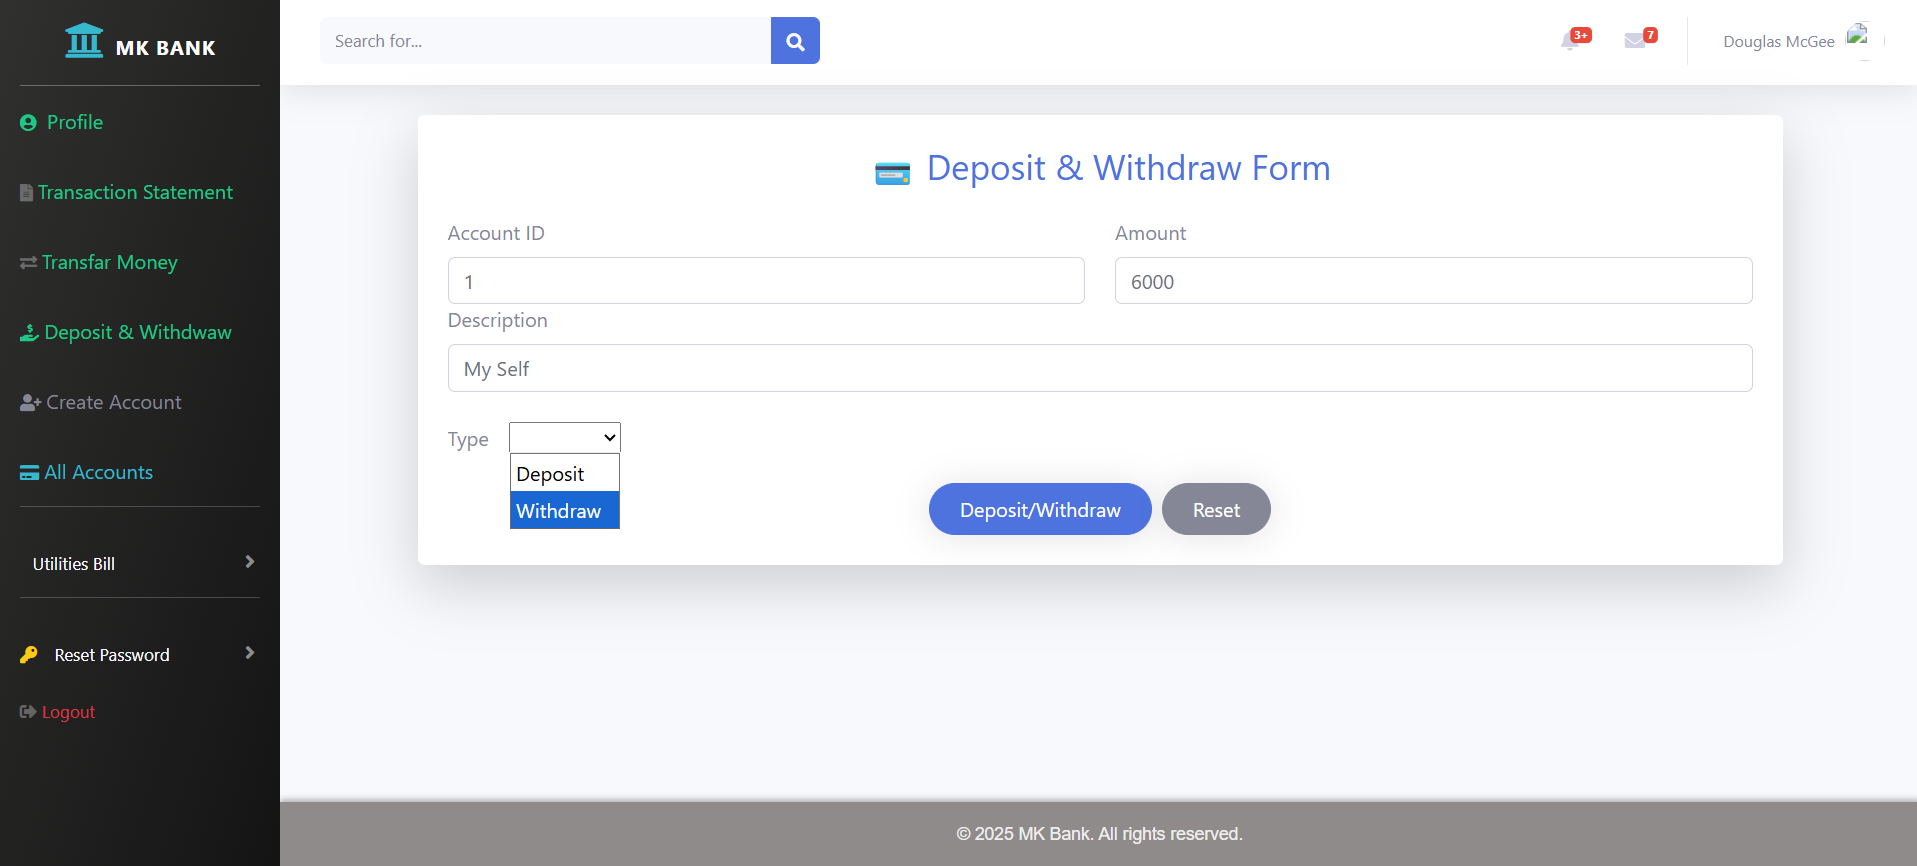 MK BANK
Profile
Transaction Statement
Transfar Money
Deposit & Withdwaw
Create Account
All Accounts
Utilities Bill
Reset Password
Logout
Search for...
3+
7
Douglas McGee
Deposit & Withdraw Form
Account ID
Amount
1
6000
Description
My Self
Type
Deposit
Withdraw
Deposit/Withdraw
Reset
© 2025 MK Bank. All rights reserved.